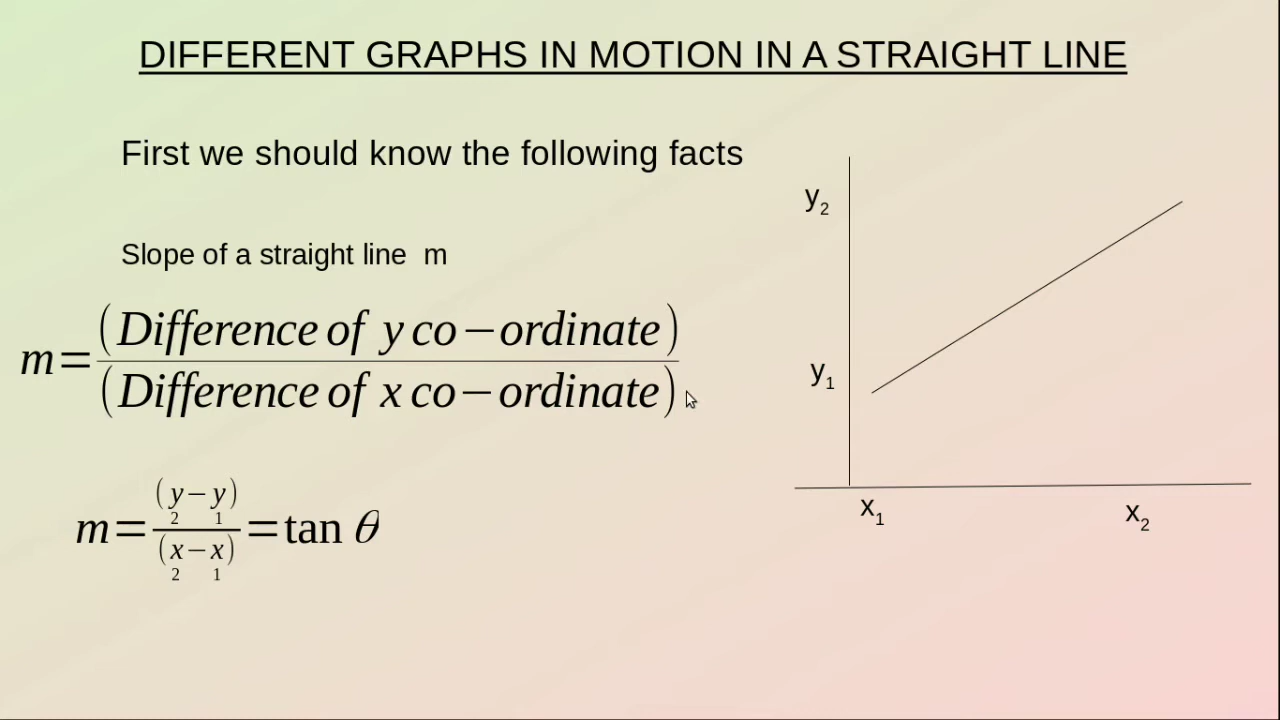 DIFFERENT GRAPHS IN MOTION IN A STRAIGHT LINE
First we should know the following facts
Slope of a straight line m
m=(Difference of y co−ordinate)/(Difference of x co−ordinate)
m=(y₂−y₁)/(x₂−x₁)=tan θ
y₂
y₁
x₁ x₂